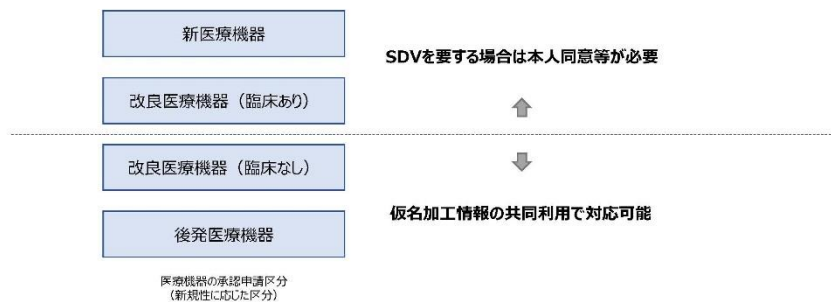 新医療機器
SDVを要する場合は本人同意等が必要
改良医療機器（臨床あり）
改良医療機器（臨床なし）
仮名加工情報の共同利用で対応可能
後発医療機器
医療機器の承認申請区分
（新規性に応じた区分）